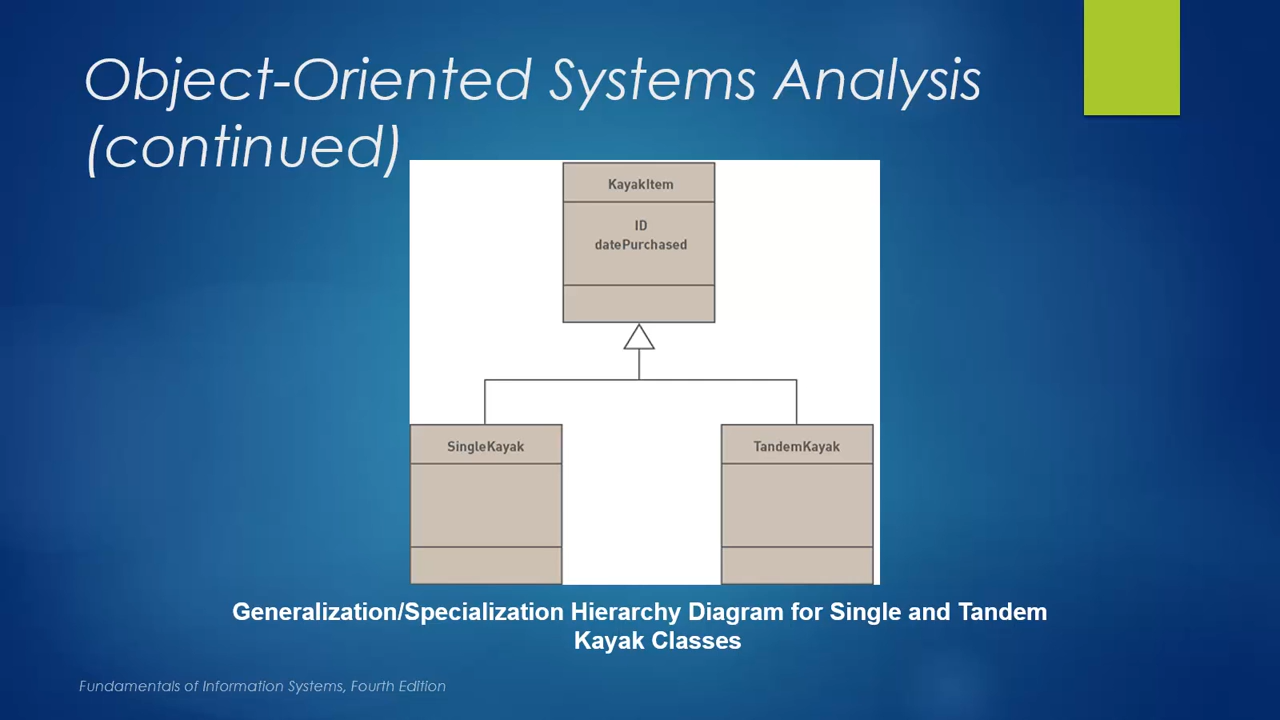 Object-Oriented Systems Analysis
(continued)
KayakItem
ID
datePurchased
SingleKayak
TandemKayak
Generalization/Specialization Hierarchy Diagram for Single and Tandem
Kayak Classes
Fundamentals of Information Systems, Fourth Edition